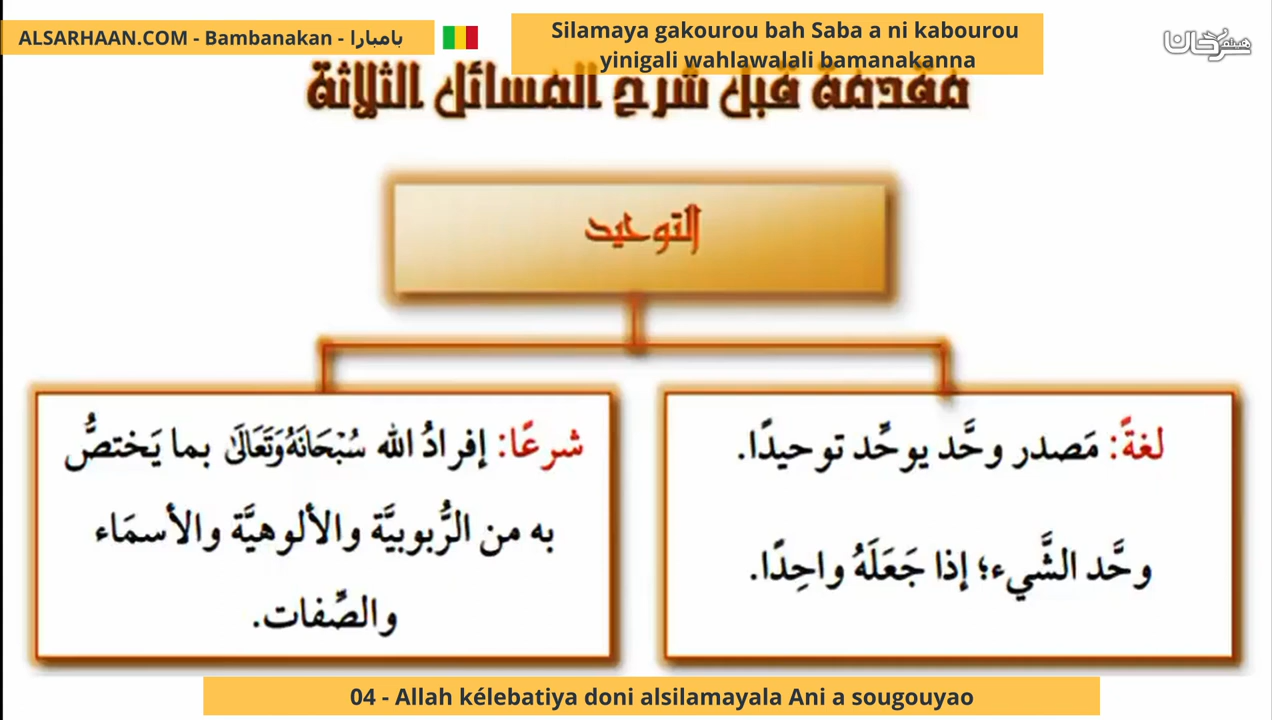 ALSARHAAN.COM - Bambanakan - بامبارا
Silamaya gakourou bah Saba a ni kabourou
yinigali wahlawalali bamanakanna
هيثم سرحان
مقدمة قبل شرح المسائل الثلاثة
التوحيد
لغةً: مَصدر وحَّد يوحِّد توحيدًا.
وحَّد الشَّيء؛ إذا جَعَلَهُ واحِدًا.
شرعًا: إفرادُ الله سُبْحَانَهُ وَتَعَالَىٰ بما يَختصُّ
به من الرُّبوبيَّة والألوهيَّة والأسمَاء
والصِّفات.
04 - Allah kélebatiya doni alsilamayala Ani a sougouyao